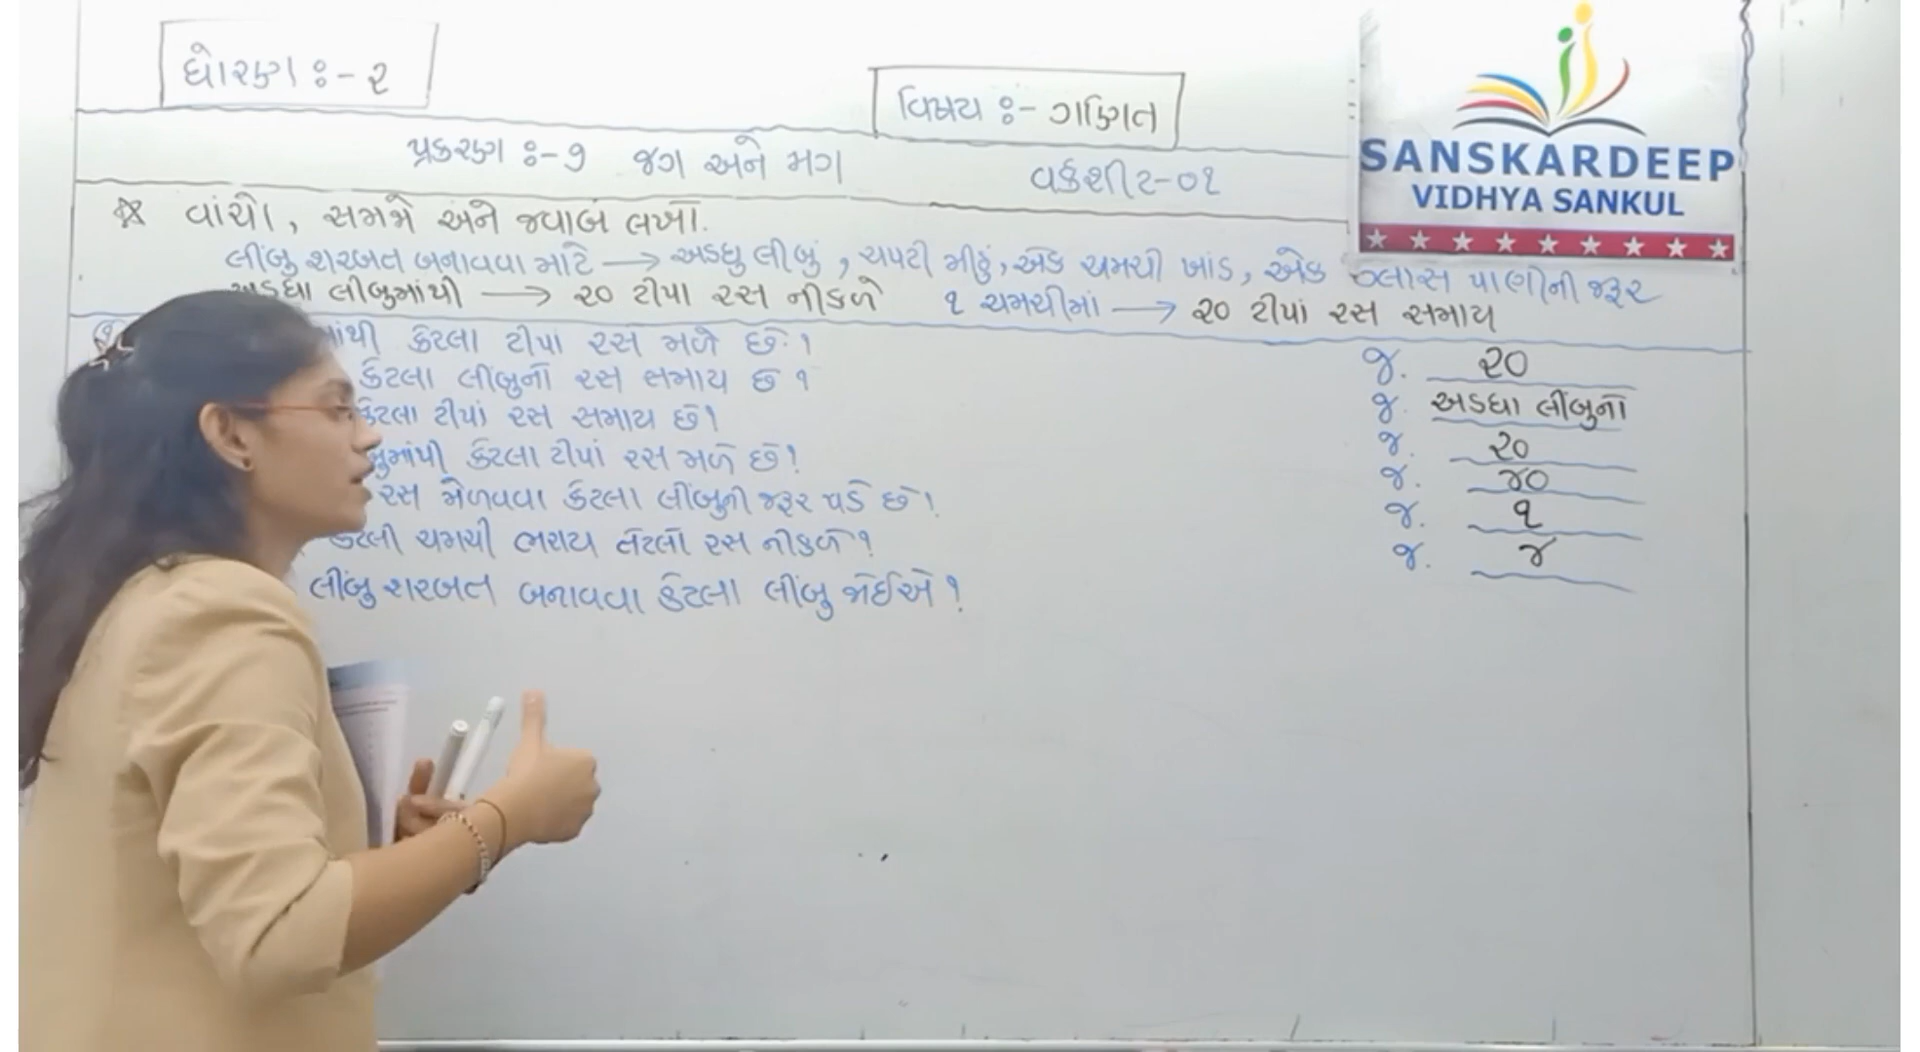 ધોરણ :- ૨
વિષય :- ગણિત
SANSKARDEEP
VIDHYA SANKUL
પ્રકરણ :- ૭ જગ અને મગ વર્કશીટ-૦૧
☆ વાંચો, સમજો અને જવાબ લખો.
લીંબુ શરબત બનાવવા માટે → અડધુ લીબું, ચપટી મીઠું, એક ચમચી ખાંડ, એક ગ્લાસ પાણીની જરૂર
અડધા લીંબુમાંથી → ૨૦ ટીપા રસ નીકળે ૧ ચમચીમાં → ૨૦ ટીપાં રસ સમાય
કેટલા ટીપા રસ મળે છે? જ. ૨૦
કેટલા લીંબુનો રસ સમાય છે? જ. અડધા લીંબુનો
કેટલા ટીપાં રસ સમાય છે? જ. ૨૦
કેટલા ટીપાં રસ મળે છે? જ. ૪૦
રસ મેળવવા કેટલા લીંબુની જરૂર પડે છે? જ. ૧
કેટલી ચમચી ભરાય તેટલો રસ નીકળે? જ. ૪
લીંબુ શરબત બનાવવા કેટલા લીંબુ જોઈએ?